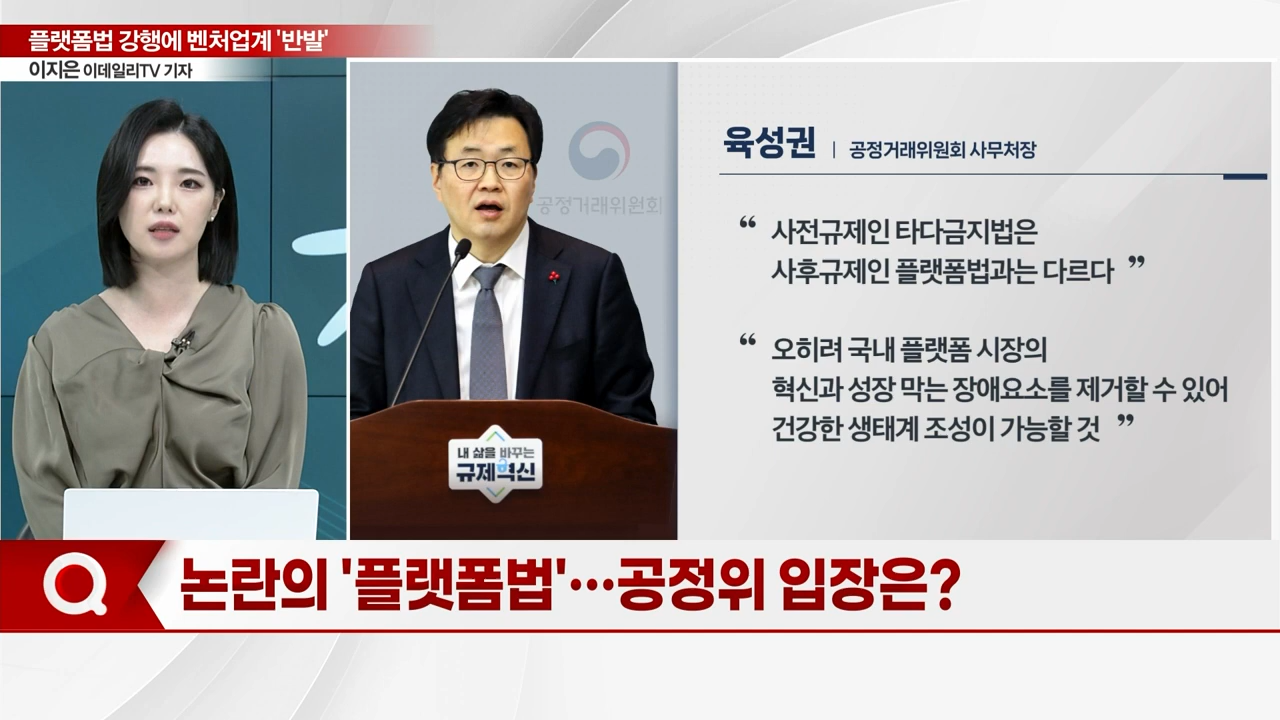 플랫폼법 강행에 벤처업계 '반발'
이지은 이데일리TV 기자
공정거래위원회
내 삶을 바꾸는
규제혁신
육성권 | 공정거래위원회 사무처장
“ 사전규제인 타다금지법은
사후규제인 플랫폼법과는 다르다 ”
“ 오히려 국내 플랫폼 시장의
혁신과 성장 막는 장애요소를 제거할 수 있어
건강한 생태계 조성이 가능할 것 ”
Q 논란의 '플랫폼법'…공정위 입장은?